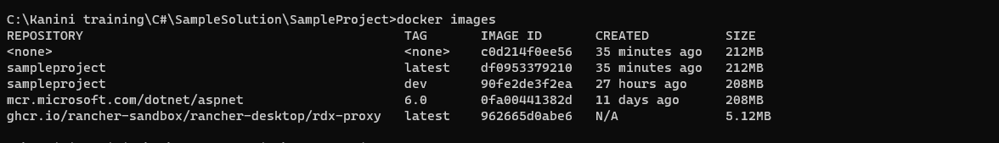 C:\Kanini training\C#\SampleSolution\SampleProject>docker images
REPOSITORY TAG IMAGE ID CREATED SIZE
<none> <none> c0d214f0ee56 35 minutes ago 212MB
sampleproject latest df0953379210 35 minutes ago 212MB
sampleproject dev 90fe2de3f2ea 27 hours ago 208MB
mcr.microsoft.com/dotnet/aspnet 6.0 0fa00441382d 11 days ago 208MB
ghcr.io/rancher-sandbox/rancher-desktop/rdx-proxy latest 962665d0abe6 N/A 5.12MB